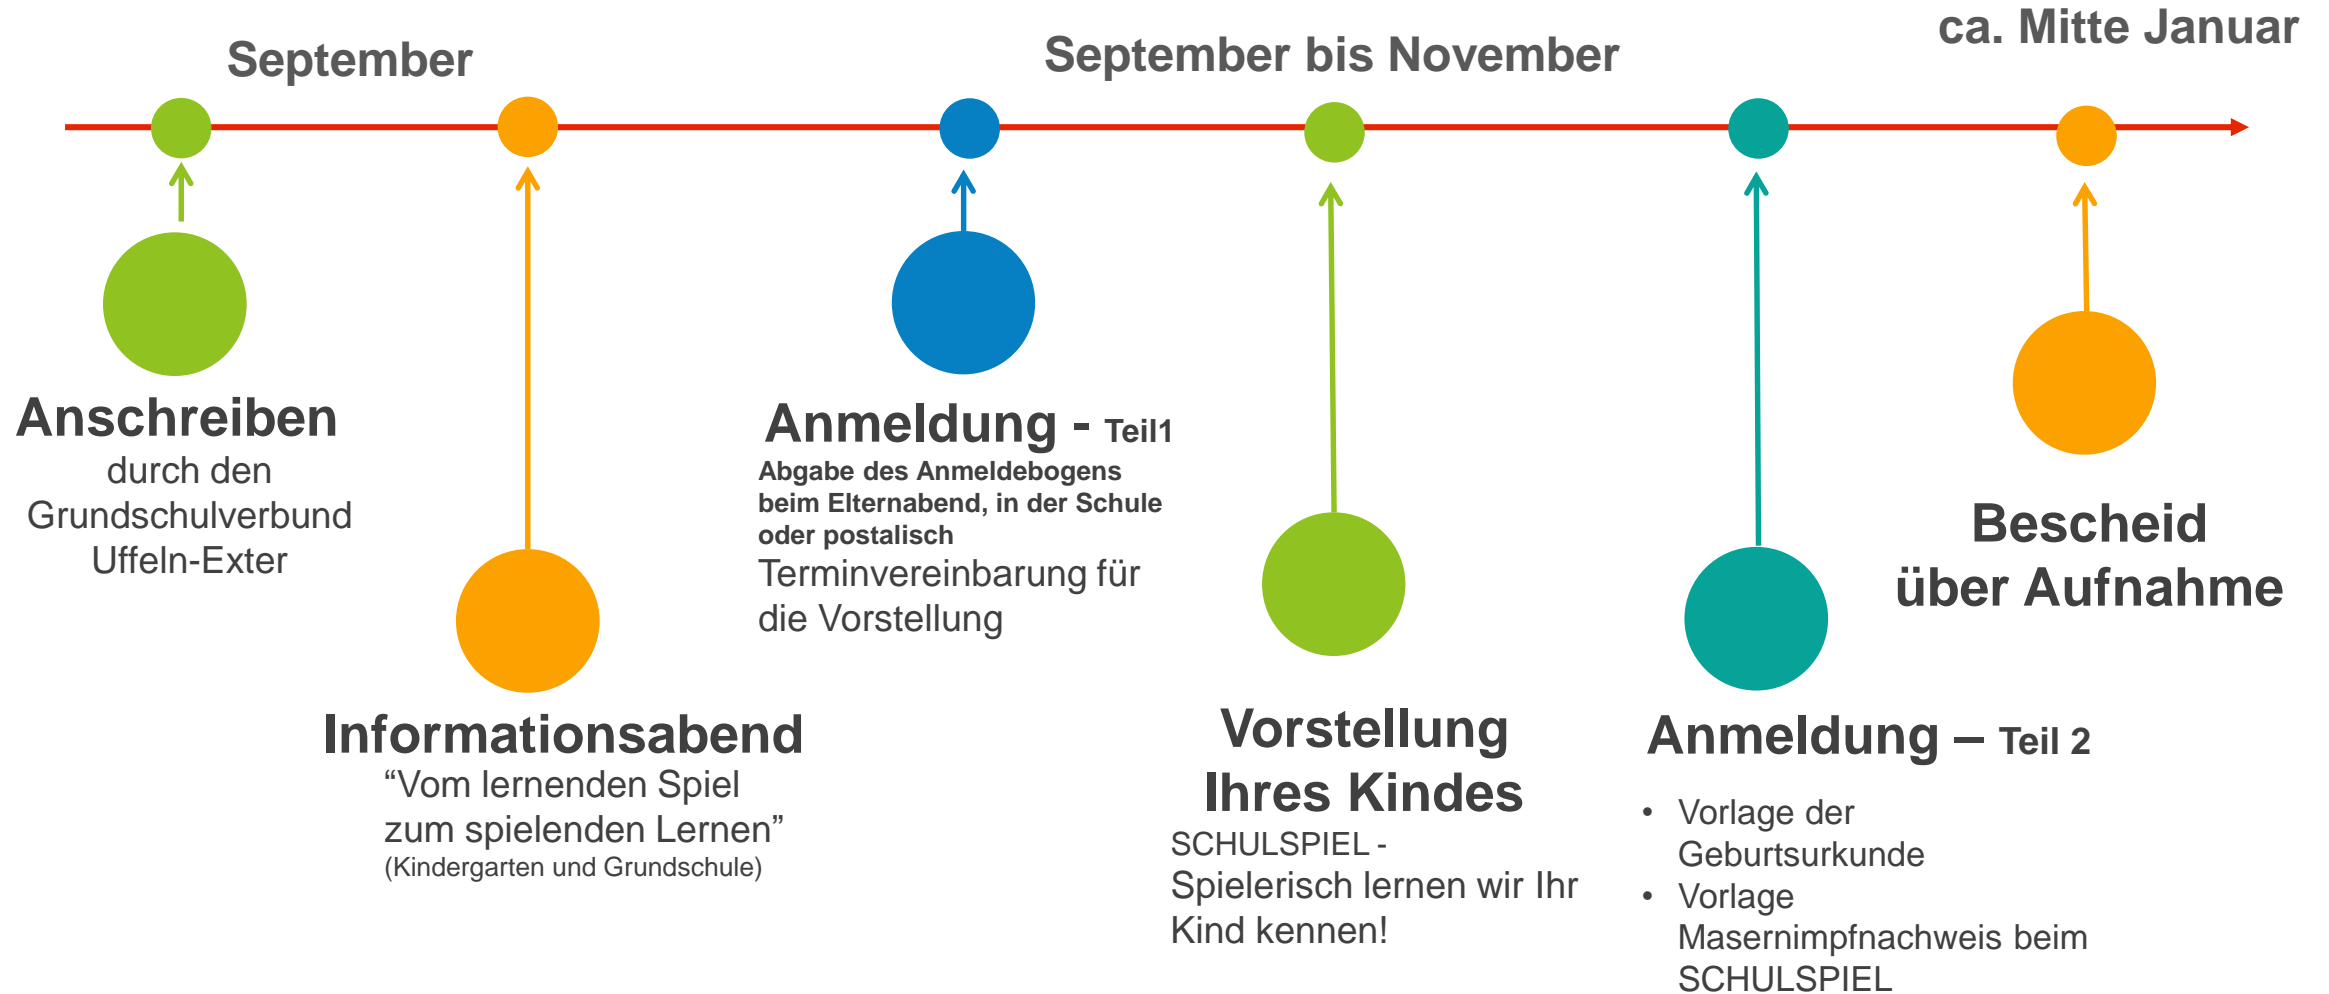 September
September bis November
ca. Mitte Januar
Anschreiben
durch den
Grundschulverbund
Uffeln-Exter
Informationsabend
“Vom lernenden Spiel
zum spielenden Lernen”
(Kindergarten und Grundschule)
Anmeldung - Teil1
Abgabe des Anmeldebogens
beim Elternabend, in der Schule
oder postalisch
Terminvereinbarung für
die Vorstellung
Vorstellung
Ihres Kindes
SCHULSPIEL -
Spielerisch lernen wir Ihr
Kind kennen!
Anmeldung – Teil 2
• Vorlage der
Geburtsurkunde
• Vorlage
Masernimpfnachweis beim
SCHULSPIEL
Bescheid
über Aufnahme